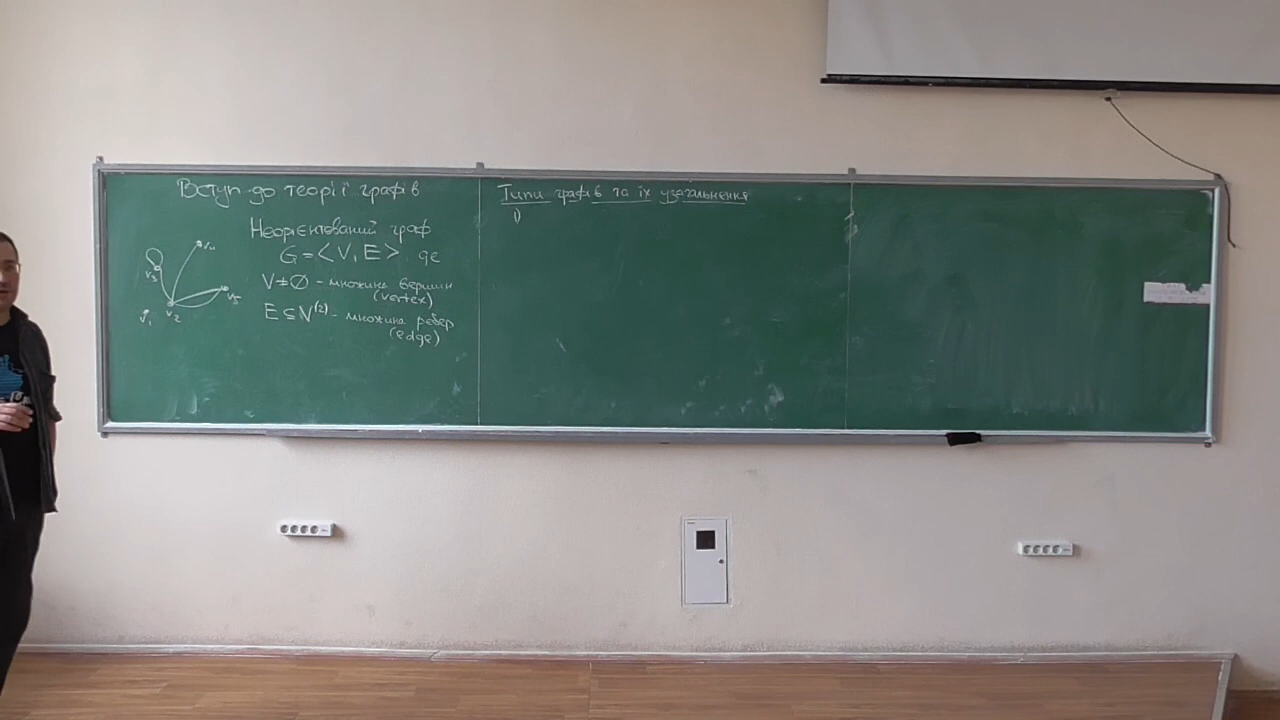 Вступ до теорії графів
Неорієнтований граф
G = <V, E>, де
V ≠ ∅ - множина вершин
(vertex)
E ⊆ V⁽²⁾ - множина ребер
(edge)
V₄
V₃
V₅
V₁
V₂
Типи графів та їх узагальнення
1)